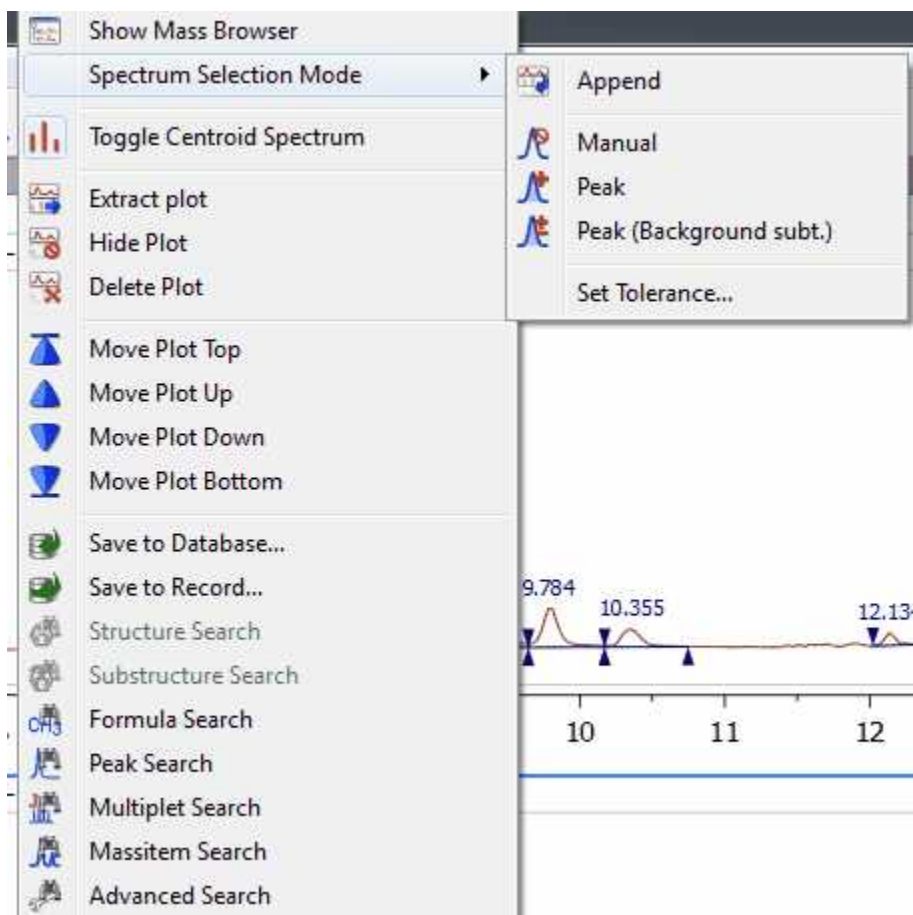 Show Mass Browser
Spectrum Selection Mode
Append
Toggle Centroid Spectrum
Manual
Peak
Peak (Background subt.)
Set Tolerance...
Extract plot
Hide Plot
Delete Plot
Move Plot Top
Move Plot Up
Move Plot Down
Move Plot Bottom
Save to Database...
Save to Record...
Structure Search
Substructure Search
CH3 Formula Search
Peak Search
Multiplet Search
Massitem Search
Advanced Search
9.784
10.355
12.134
10 11 12